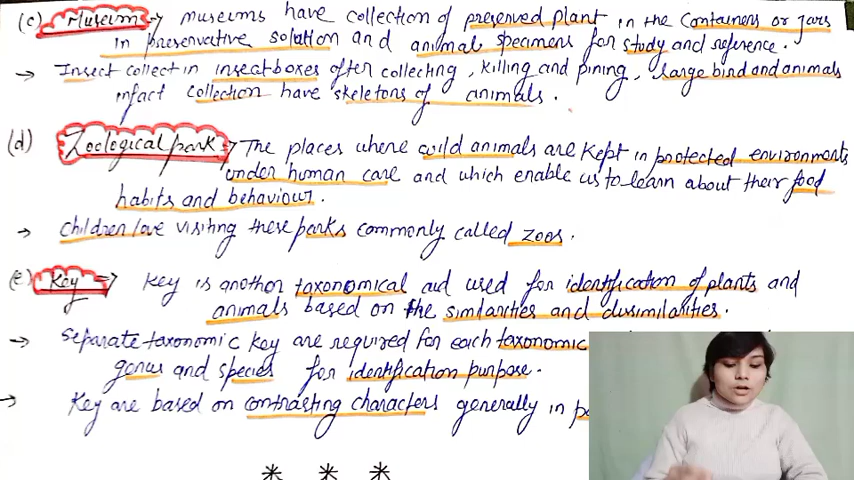 (c) Museum → museums have collection of preserved plant in the containers or jars
in preservative solution and animal specimens for study and reference.
→ Insect collect in insect boxes after collecting, killing and pining, large bird and animals
infact collection have skeletons of animals.
(d) Zoological park → The places where wild animals are kept in protected environments
under human care and which enable us to learn about their food
habits and behaviour.
→ children love visiting these parks commonly called zoos.
(e) Key → Key is another taxonomical aid used for identification of plants and
animals based on the similarities and dissimilarities.
→ separate taxonomic key are required for each taxonomic
genus and species for identification purpose.
→ Key are based on contrasting characters generally in